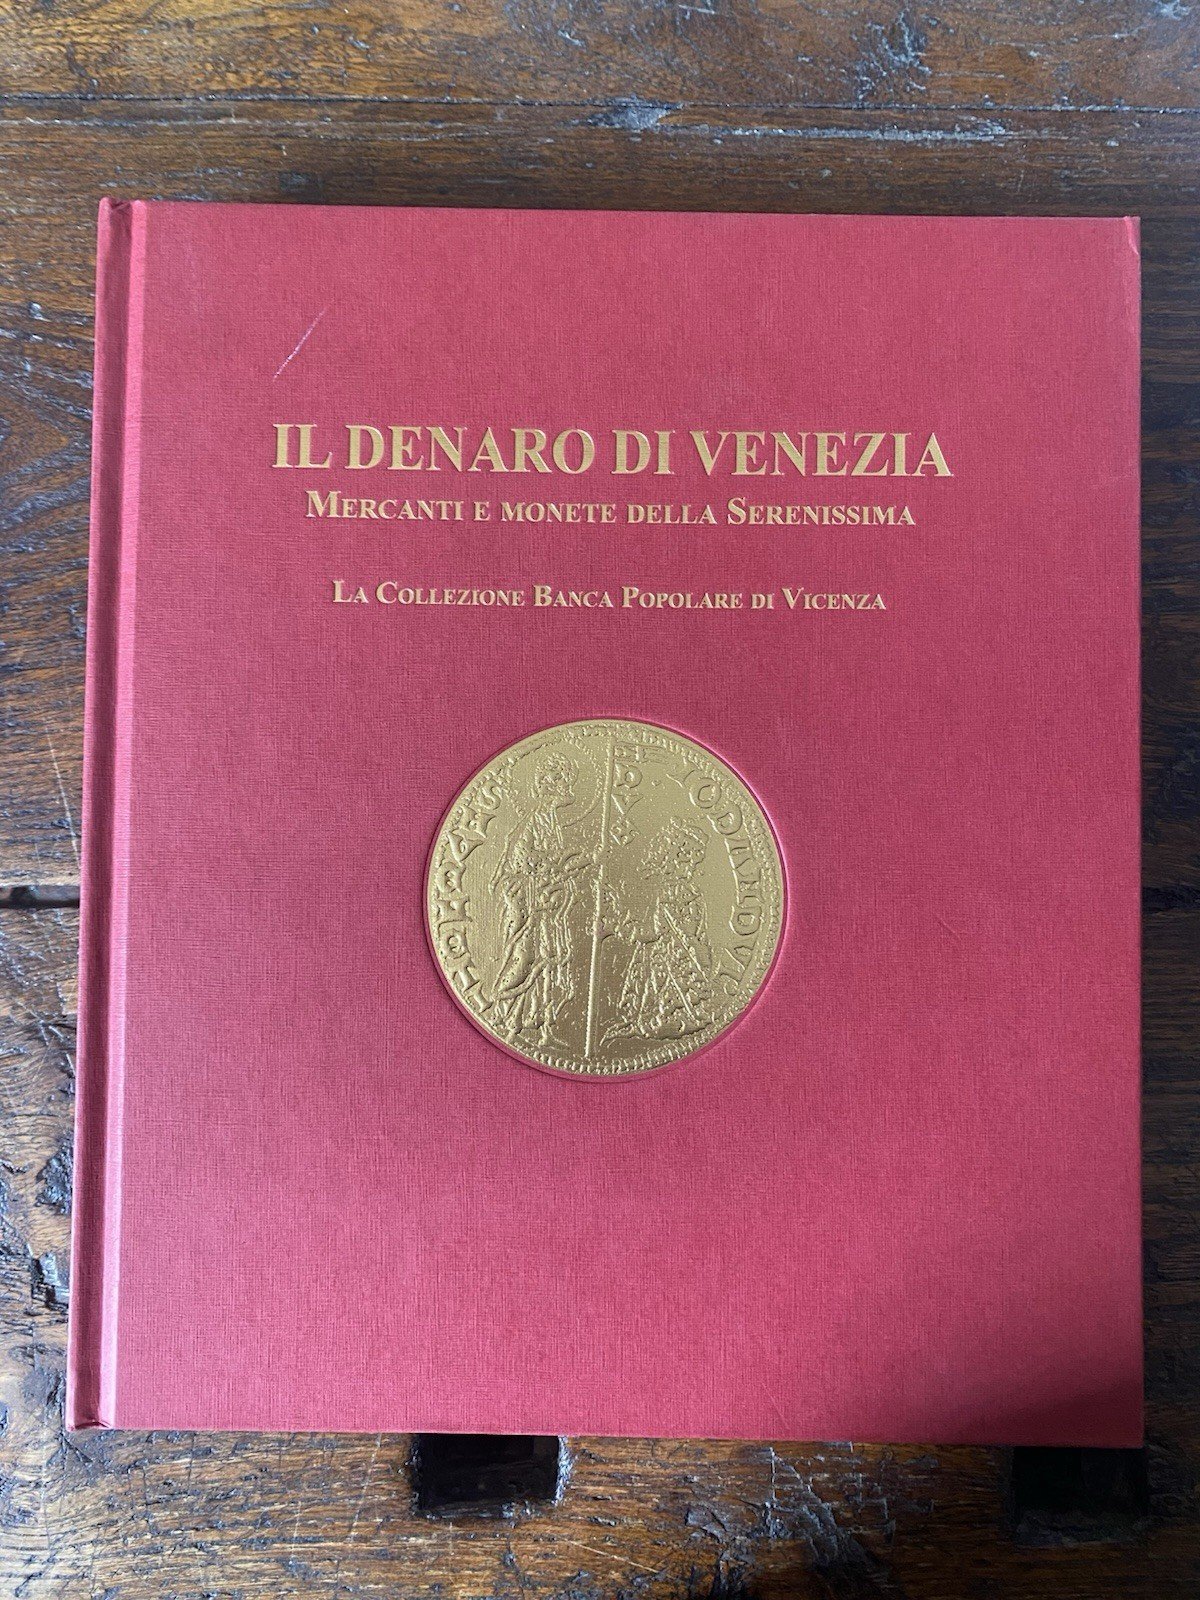 IL DENARO DI VENEZIA
MERCANTI E MONETE DELLA SERENISSIMA
LA COLLEZIONE BANCA POPOLARE DI VICENZA